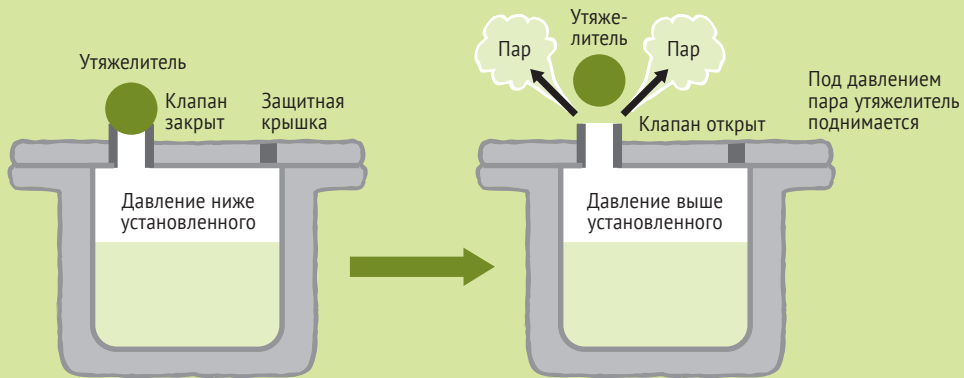 Утяжелитель
Клапан
закрыт
Защитная
крышка
Давление ниже
установленного
Утяже-
литель
Пар
Пар
Клапан открыт
Под давлением
пара утяжелитель
поднимается
Давление выше
установленного